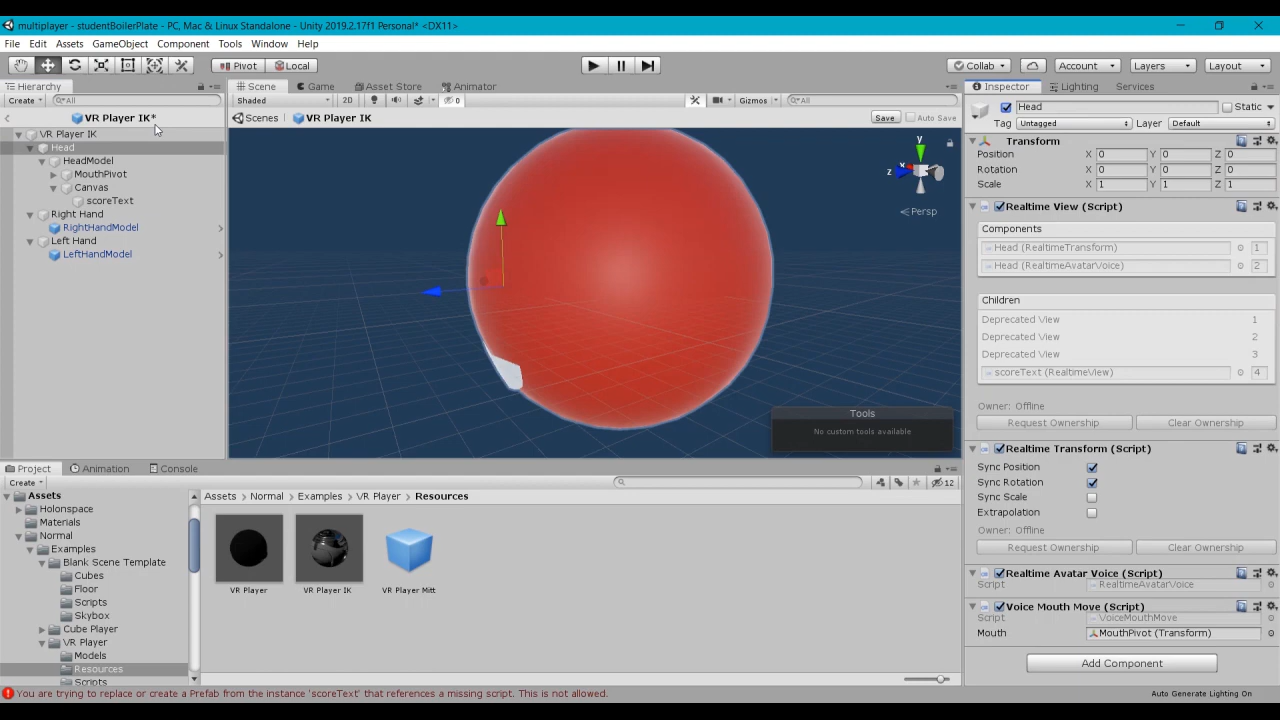 multiplayer - studentBoilerPlate - PC, Mac & Linux Standalone - Unity 2019.2.17f1 Personal* <DX11>
File Edit Assets GameObject Component Tools Window Help
Pivot Local Collab Account Layers Layout
Hierarchy Scene Game Asset Store Animator Inspector Lighting Services
Create All Shaded 2D 0 Gizmos All
Head Static
VR Player IK* Scenes VR Player IK Save Auto Save
Tag Untagged Layer Default
VR Player IK
Head
HeadModel
MouthPivot
Canvas
scoreText
Right Hand
RightHandModel
Left Hand
LeftHandModel
y
x
z
Persp
Tools
No custom tools available
Transform
Position X 0 Y 0 Z 0
Rotation X 0 Y 0 Z 0
Scale X 1 Y 1 Z 1
Realtime View (Script)
Components
Head (RealtimeTransform) 1
Head (RealtimeAvatarVoice) 2
Children
Deprecated View 1
Deprecated View 2
Deprecated View 3
scoreText (RealtimeView) 4
Owner: Offline
Request Ownership Clear Ownership
Realtime Transform (Script)
Sync Position
Sync Rotation
Sync Scale
Extrapolation
Owner: Offline
Request Ownership Clear Ownership
Realtime Avatar Voice (Script)
Script RealtimeAvatarVoice
Voice Mouth Move (Script)
Script VoiceMouthMove
Mouth MouthPivot (Transform)
Add Component
Project Animation Console
Create 12
Assets
Holonspace
Materials
Normal
Examples
Blank Scene Template
Cubes
Floor
Scripts
Skybox
Cube Player
VR Player
Models
Resources
Scripts
Assets > Normal > Examples > VR Player > Resources
VR Player VR Player IK VR Player Mitt
You are trying to replace or create a Prefab from the instance 'scoreText' that references a missing script. This is not allowed.
Auto Generate Lighting On